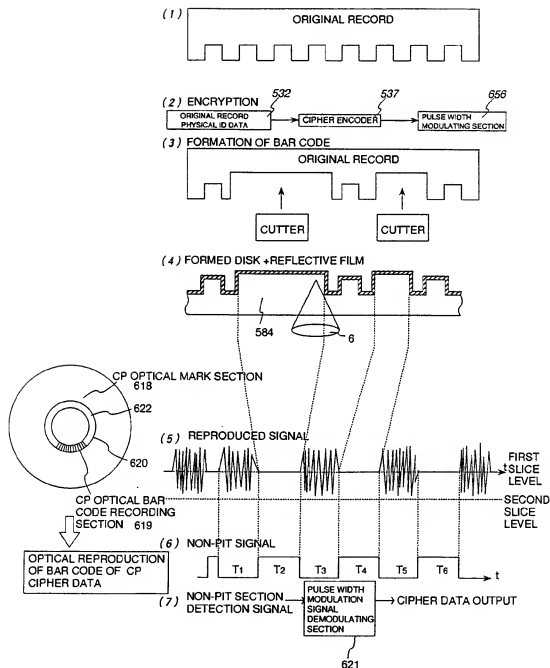 (1)
ORIGINAL RECORD
(2) ENCRYPTION
532
537
656
ORIGINAL RECORD
PHYSICAL ID DATA
CIPHER ENCODER
PULSE WIDTH
MODULATING SECTION
(3) FORMATION OF BAR CODE
ORIGINAL RECORD
CUTTER
CUTTER
(4) FORMED DISK +REFLECTIVE FILM
584
6
CP OPTICAL MARK SECTION
618
622
620
CP OPTICAL BAR
CODE RECORDING
SECTION 619
OPTICAL REPRODUCTION
OF BAR CODE OF CP
CIPHER DATA
(5) REPRODUCED SIGNAL
FIRST
SLICE
LEVEL
SECOND
SLICE
LEVEL
(6) NON-PIT SIGNAL
T1
T2
T3
T4
T5
T6
t
(7) NON-PIT SECTION
DETECTION SIGNAL
PULSE WIDTH
MODULATION
SIGNAL
DEMODULATING
SECTION
CIPHER DATA OUTPUT
621